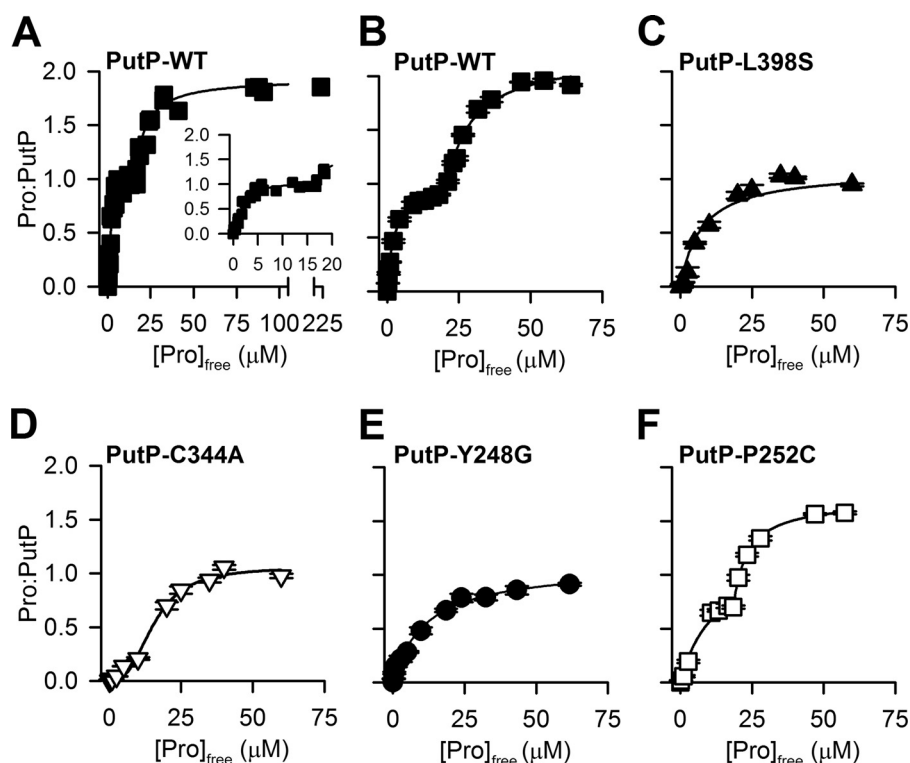 A B C
PutP-WT PutP-WT PutP-L398S
Pro:PutP
2.0
1.5
1.0
0.5
0.0
2.0
1.5
1.0
0.5
0.0
0 5 10 15 20
0 25 50 75 100 225
[Pro]free (μM)
0 25 50 75
[Pro]free (μM)
0 25 50 75
[Pro]free (μM)
D E F
PutP-C344A PutP-Y248G PutP-P252C
Pro:PutP
2.0
1.5
1.0
0.5
0.0
0 25 50 75
[Pro]free (μM)
0 25 50 75
[Pro]free (μM)
0 25 50 75
[Pro]free (μM)